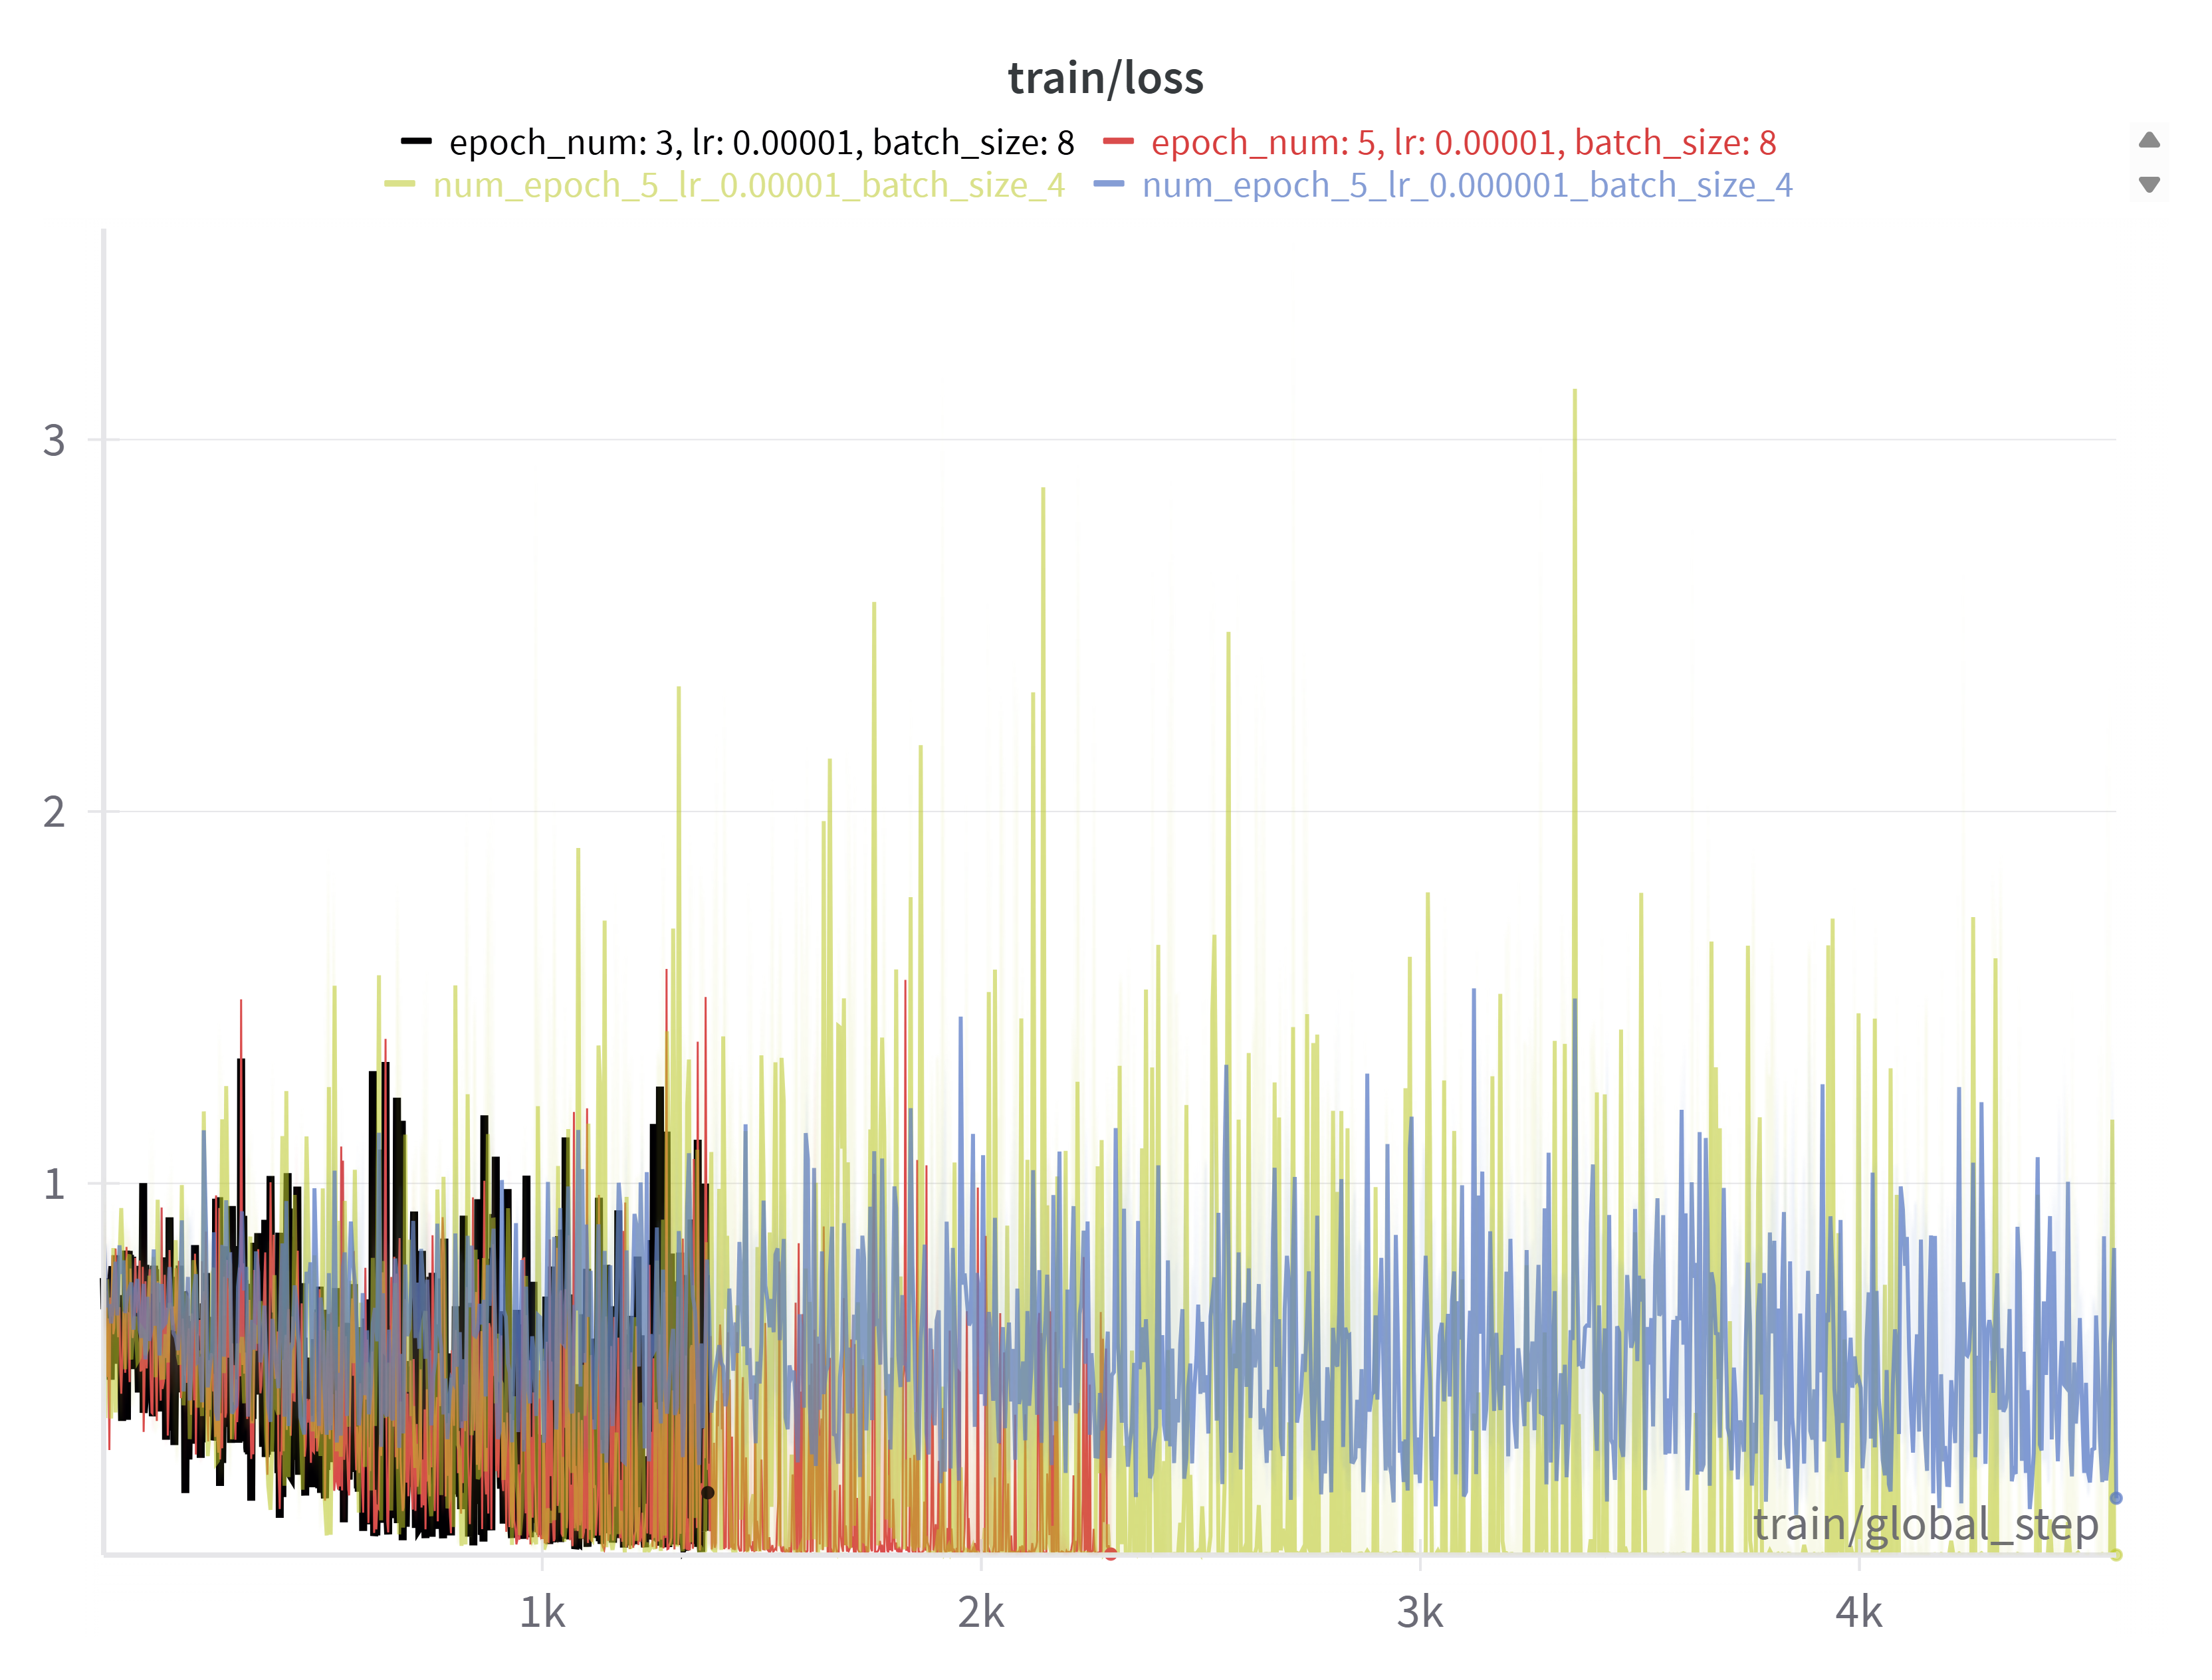 train/loss
epoch_num: 3, lr: 0.00001, batch_size: 8
epoch_num: 5, lr: 0.00001, batch_size: 8
num_epoch_5_lr_0.00001_batch_size_4
num_epoch_5_lr_0.000001_batch_size_4
3
2
1
train/global_step
1k
2k
3k
4k